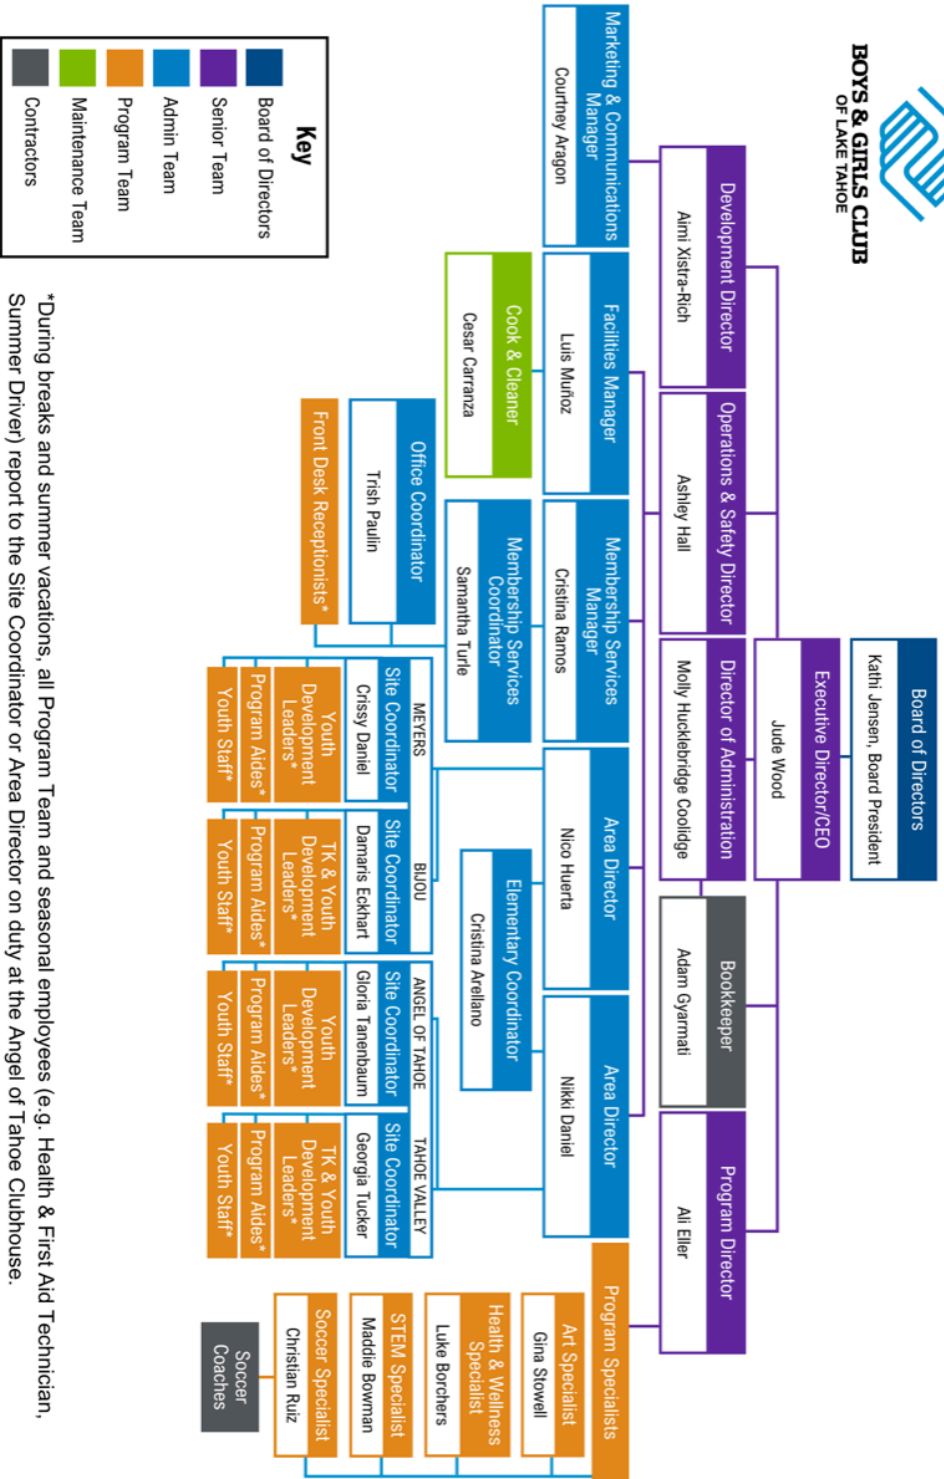 BOYS & GIRLS CLUB
OF LAKE TAHOE
Board of Directors
Kathi Jensen, Board President
Executive Director/CEO
Jude Wood
Development Director
Aimi Xistra-Rich
Operations & Safety Director
Ashley Hall
Director of Administration
Molly Hucklebridge Coolidge
Bookkeeper
Adam Gyarmati
Program Director
Ali Eller
Marketing & Communications
Manager
Courtney Aragon
Facilities Manager
Luis Muñoz
Membership Services
Manager
Cristina Ramos
Area Director
Nico Huerta
Area Director
Nikki Daniel
Program Specialists
Cook & Cleaner
Cesar Carranza
Membership Services
Coordinator
Samantha Turle
Elementary Coordinator
Cristina Arellano
Art Specialist
Gina Stowell
Health & Wellness
Specialist
Luke Borchers
STEM Specialist
Maddie Bowman
Soccer Specialist
Christian Ruiz
Soccer
Coaches
Office Coordinator
Trish Paulin
Front Desk Receptionists*
MEYERS
Site Coordinator
Crissy Daniel
Youth
Development
Leaders*
Program Aides*
Youth Staff*
BIJOU
Site Coordinator
Damaris Eckhart
TK & Youth
Development
Leaders*
Program Aides*
Youth Staff*
ANGEL OF TAHOE
Site Coordinator
Gloria Tanenbaum
Youth
Development
Leaders*
Program Aides*
Youth Staff*
TAHOE VALLEY
Site Coordinator
Georgia Tucker
TK & Youth
Development
Leaders*
Program Aides*
Youth Staff*
Key
Board of Directors
Senior Team
Admin Team
Program Team
Maintenance Team
Contractors
*During breaks and summer vacations, all Program Team and seasonal employees (e.g. Health & First Aid Technician,
Summer Driver) report to the Site Coordinator or Area Director on duty at the Angel of Tahoe Clubhouse.